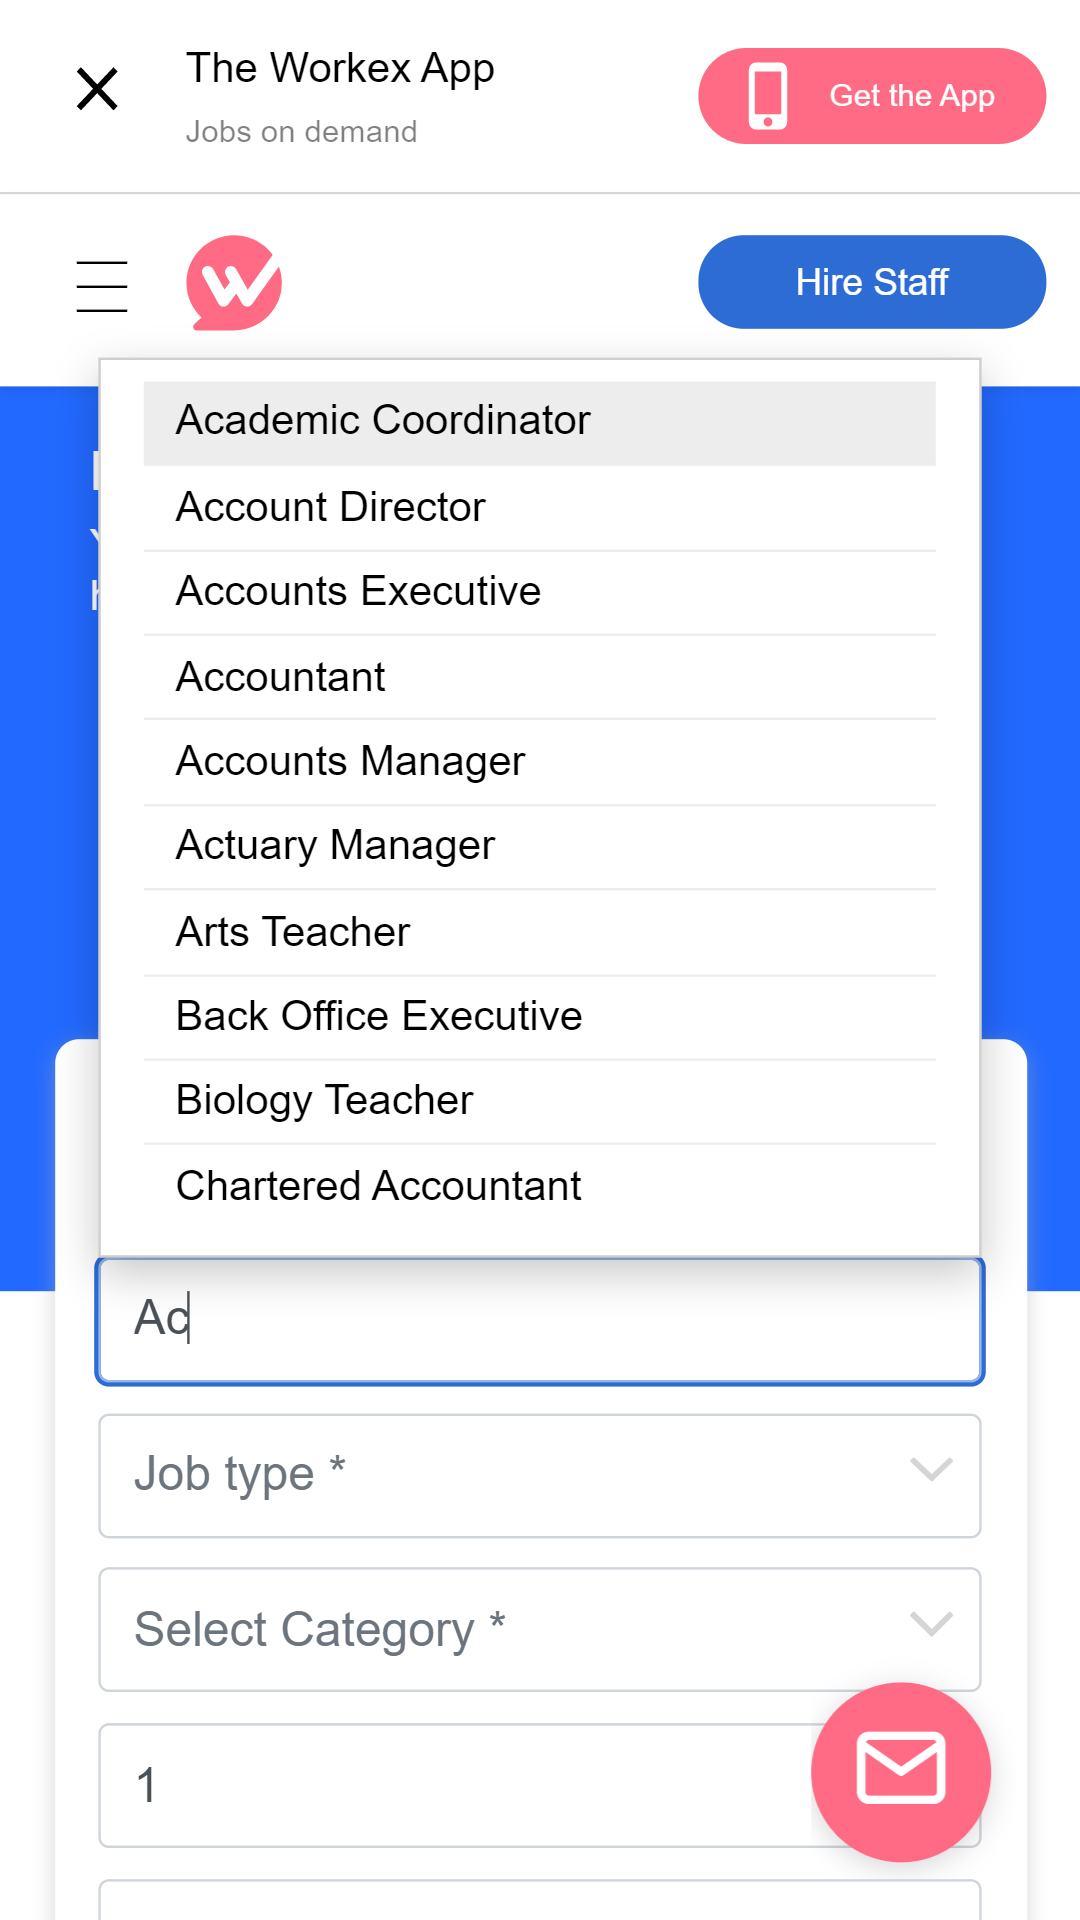 The Workex App
Jobs on demand
Get the App
Hire Staff
Academic Coordinator
Account Director
Accounts Executive
Accountant
Accounts Manager
Actuary Manager
Arts Teacher
Back Office Executive
Biology Teacher
Chartered Accountant
Ac
Job type *
Select Category *
1